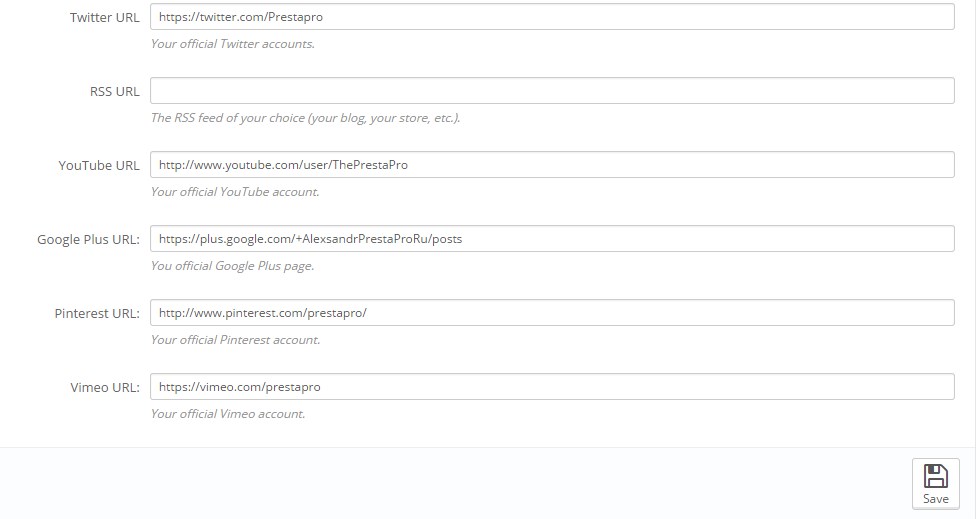 Twitter URL https://twitter.com/Prestapro
Your official Twitter accounts.
RSS URL
The RSS feed of your choice (your blog, your store, etc.).
YouTube URL http://www.youtube.com/user/ThePrestaPro
Your official YouTube account.
Google Plus URL: https://plus.google.com/+AlexsandrPrestaProRu/posts
You official Google Plus page.
Pinterest URL: http://www.pinterest.com/prestapro/
Your official Pinterest account.
Vimeo URL: https://vimeo.com/prestapro
Your official Vimeo account.
Save